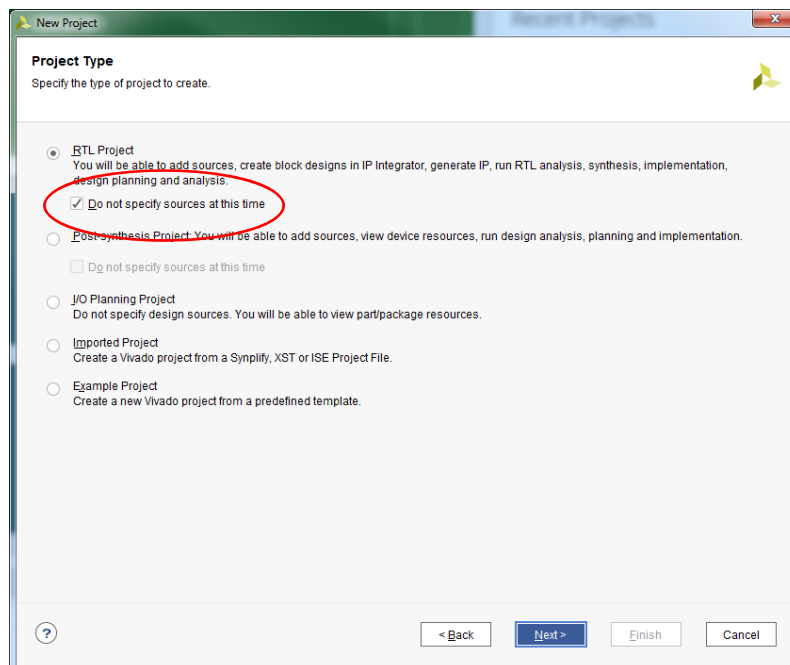 New Project
Recent Projects
Project Type
Specify the type of project to create.
RTL Project
You will be able to add sources, create block designs in IP Integrator, generate IP, run RTL analysis, synthesis, implementation,
design planning and analysis.
Do not specify sources at this time
Post-synthesis Project: You will be able to add sources, view device resources, run design analysis, planning and implementation.
Do not specify sources at this time
I/O Planning Project
Do not specify design sources. You will be able to view part/package resources.
Imported Project
Create a Vivado project from a Synplify, XST or ISE Project File.
Example Project
Create a new Vivado project from a predefined template.
?
< Back
Next >
Finish
Cancel